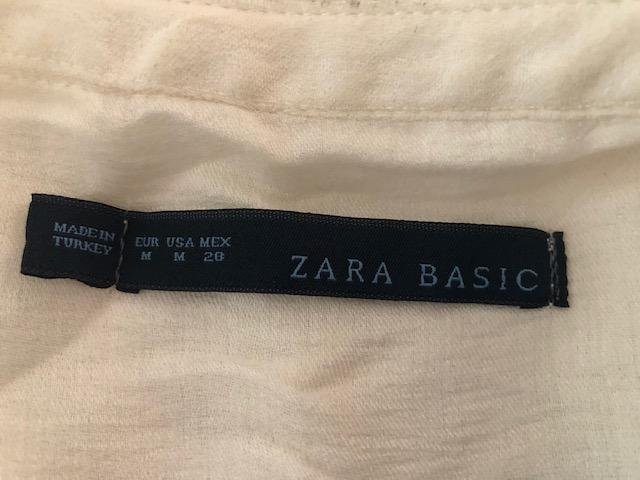 MADE IN
TURKEY
EUR USA MEX
M M 28
ZARA BASIC